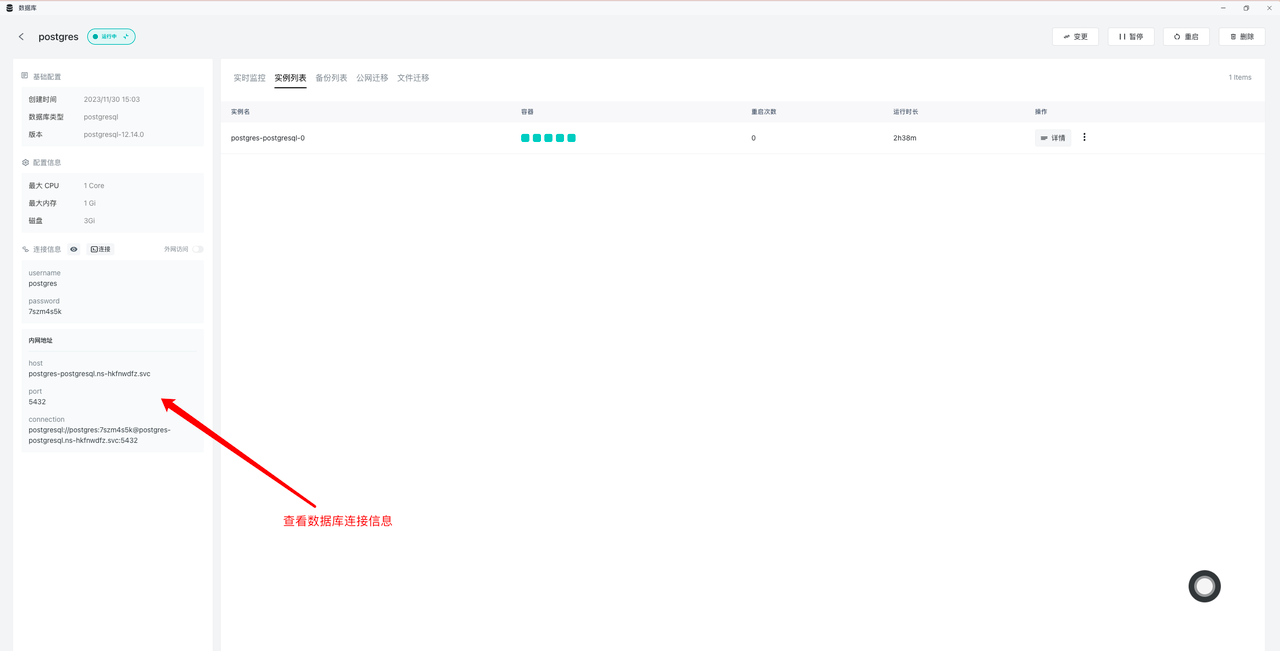 数据库
postgres
运行中
变更
暂停
重启
删除
基础配置
创建时间 2023/11/30 15:03
数据库类型 postgresql
版本 postgresql-12.14.0
配置信息
最大 CPU 1 Core
最大内存 1 Gi
磁盘 3Gi
连接信息 连接 外网访问
username
postgres
password
7szm4s5k
内网地址
host
postgres-postgresql.ns-hkfnwdfz.svc
port
5432
connection
postgresql://postgres:7szm4s5k@postgres-
postgresql.ns-hkfnwdfz.svc:5432
实时监控 实例列表 备份列表 公网迁移 文件迁移 1 Items
实例名 容器 重启次数 运行时长 操作
postgres-postgresql-0 0 2h38m 详情
查看数据库连接信息